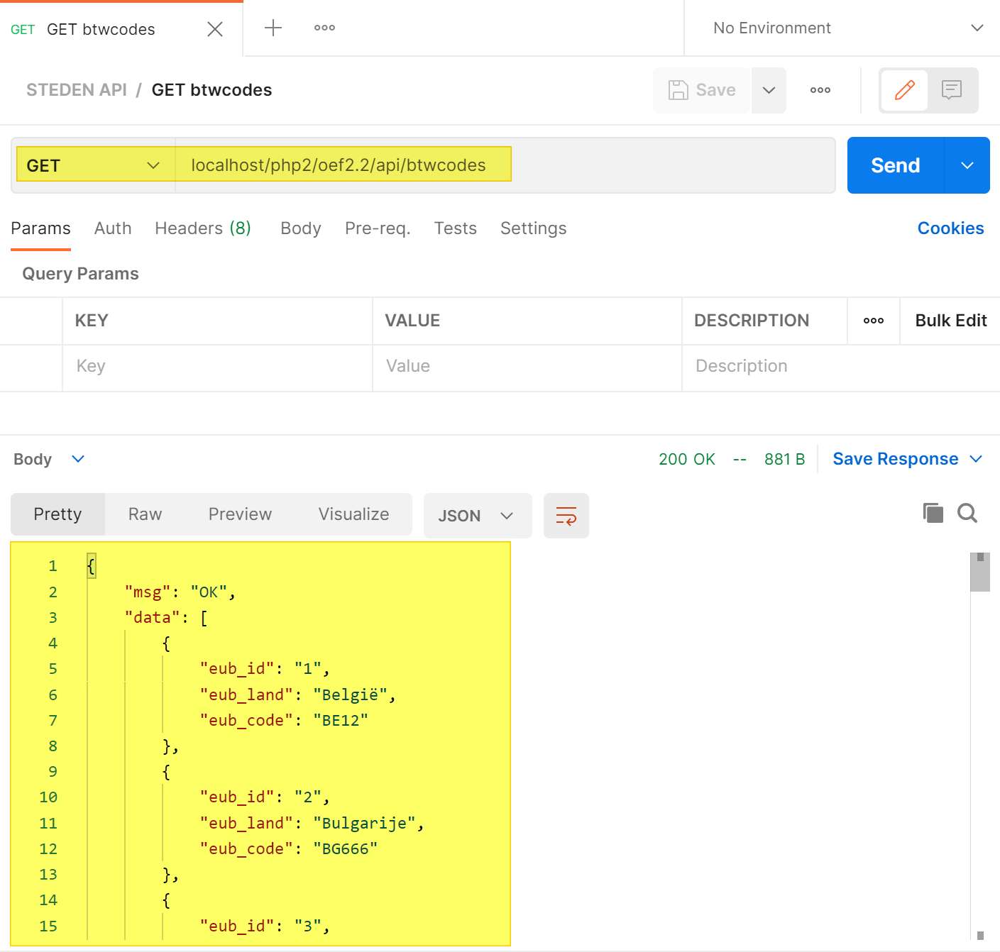 GET GET btwcodes No Environment
STEDEN API / GET btwcodes Save
GET localhost/php2/oef2.2/api/btwcodes Send
Params Auth Headers (8) Body Pre-req. Tests Settings Cookies
Query Params
KEY VALUE DESCRIPTION Bulk Edit
Key Value Description
Body 200 OK -- 881 B Save Response
Pretty Raw Preview Visualize JSON
1 {
2 "msg": "OK",
3 "data": [
4 {
5 "eub_id": "1",
6 "eub_land": "België",
7 "eub_code": "BE12"
8 },
9 {
10 "eub_id": "2",
11 "eub_land": "Bulgarije",
12 "eub_code": "BG666"
13 },
14 {
15 "eub_id": "3",